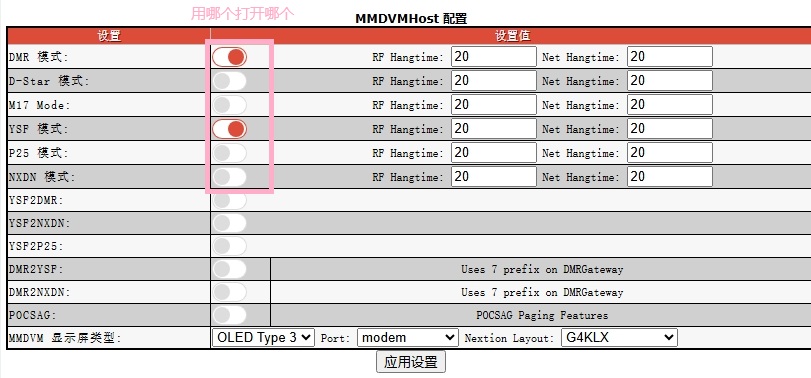 用哪个打开哪个
MMDVMHost 配置
设置 设置值
DMR 模式: RF Hangtime: 20 Net Hangtime: 20
D-Star 模式: RF Hangtime: 20 Net Hangtime: 20
M17 Mode: RF Hangtime: 20 Net Hangtime: 20
YSF 模式: RF Hangtime: 20 Net Hangtime: 20
P25 模式: RF Hangtime: 20 Net Hangtime: 20
NXDN 模式: RF Hangtime: 20 Net Hangtime: 20
YSF2DMR:
YSF2NXDN:
YSF2P25:
DMR2YSF: Uses 7 prefix on DMRGateway
DMR2NXDN: Uses 7 prefix on DMRGateway
POCSAG: POCSAG Paging Features
MMDVM 显示屏类型: OLED Type 3 Port: modem Nextion Layout: G4KLX
应用设置